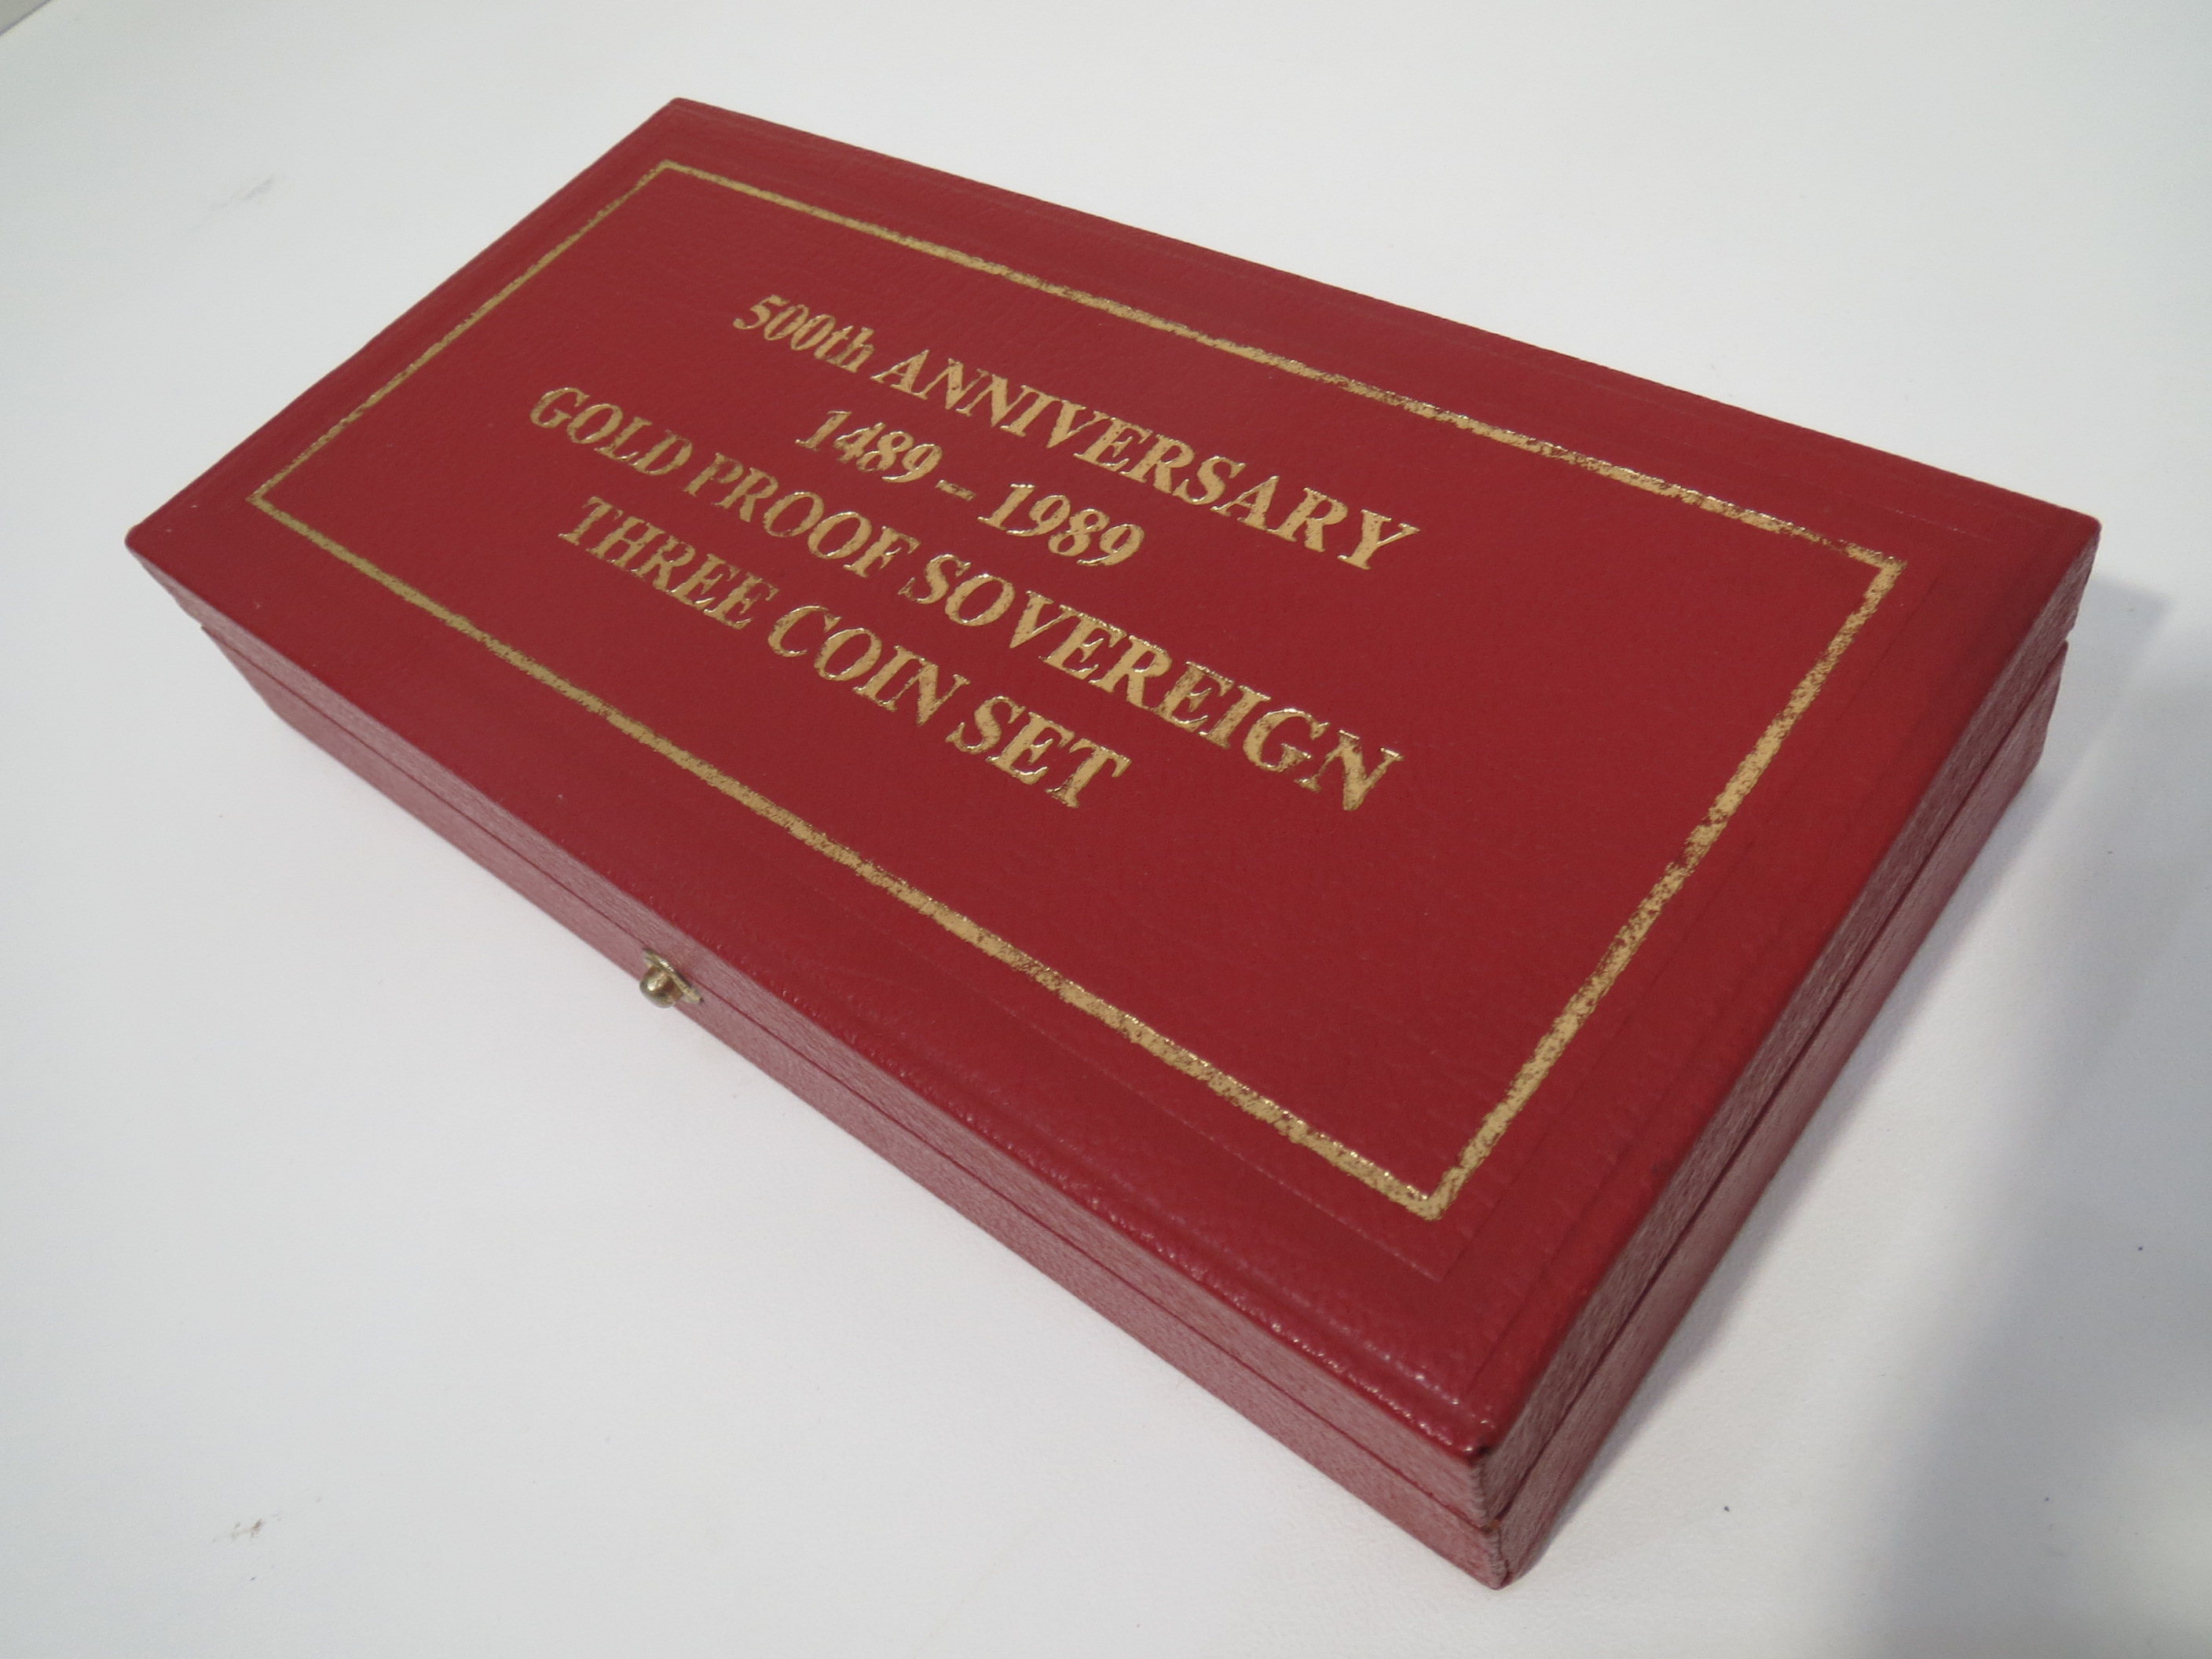 500th ANNIVERSARY
1489 – 1989
GOLD PROOF SOVEREIGN
THREE COIN SET